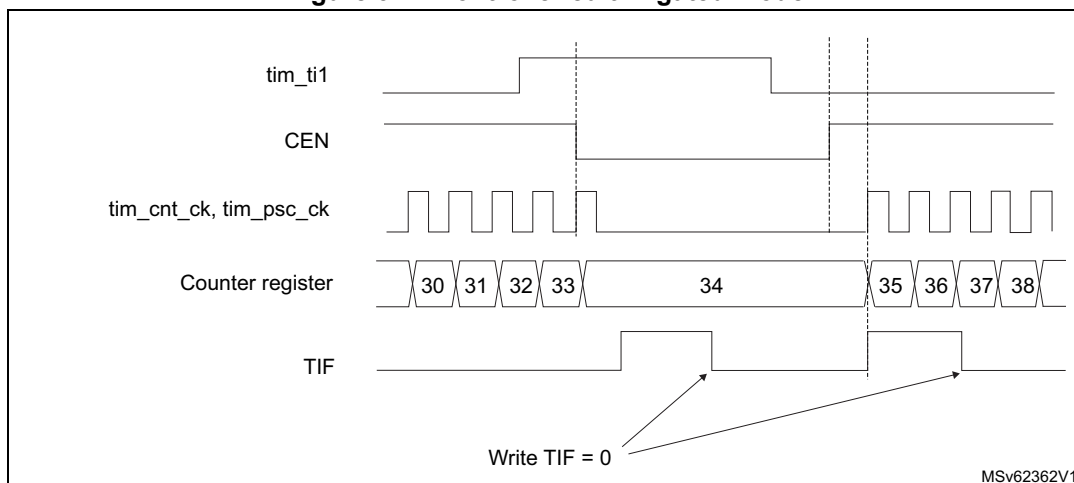 tim_ti1
CEN
tim_cnt_ck, tim_psc_ck
Counter register
30 31 32 33 34 35 36 37 38
TIF
Write TIF = 0
MSv62362V1